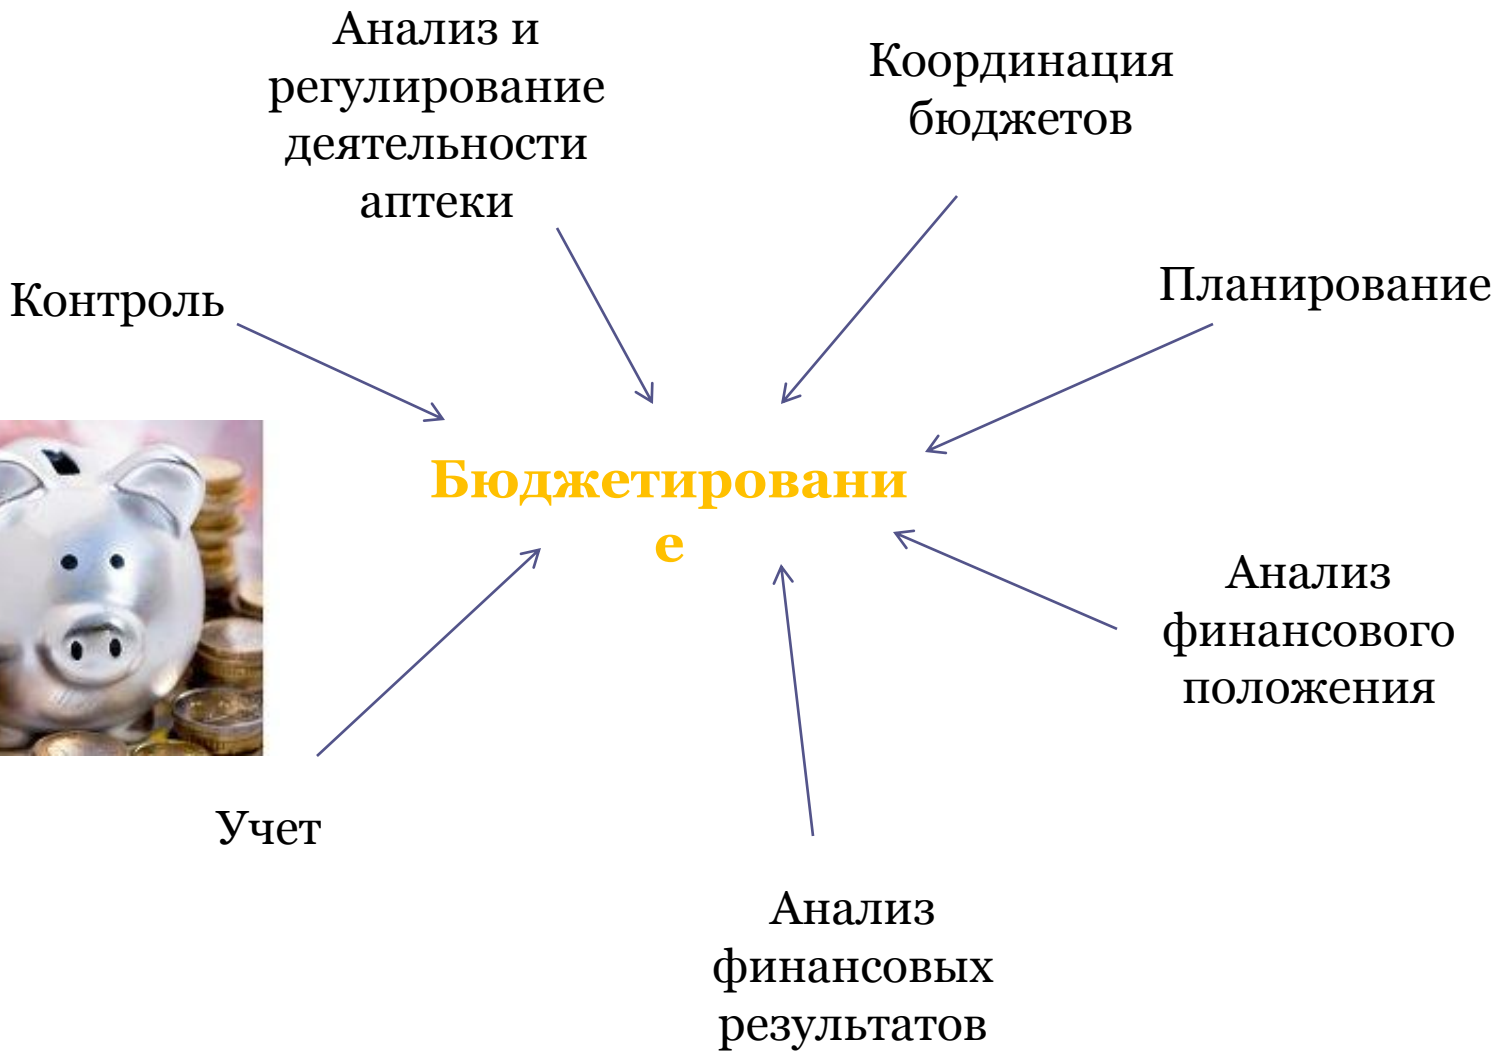 Анализ и
регулирование
деятельности
аптеки
Координация
бюджетов
Контроль
Планирование
Бюджетировани
е
Анализ
финансового
положения
Учет
Анализ
финансовых
результатов